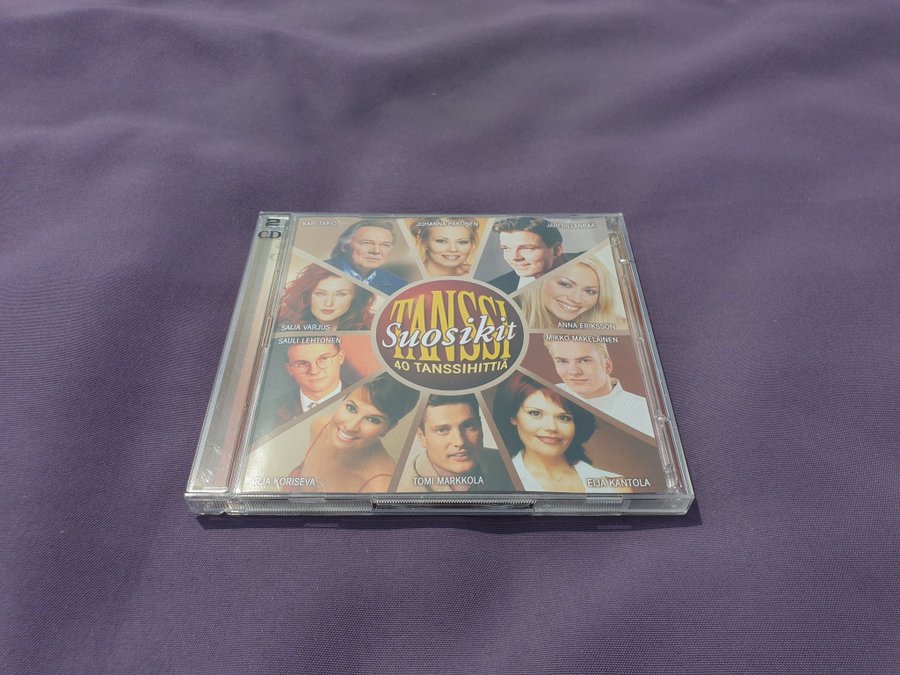 2
CD
KARI TAPIO
JOHANNA PAKONEN
JARI SILLANPÄÄ
SAIJA VARJUS
ANNA ERIKSSON
TANSSI
Suosikit
40 TANSSIHITTIÄ
SAULI LEHTONEN
MIKKO MÄKELÄINEN
ARJA KORISEVA
TOMI MARKKOLA
EIJA KANTOLA